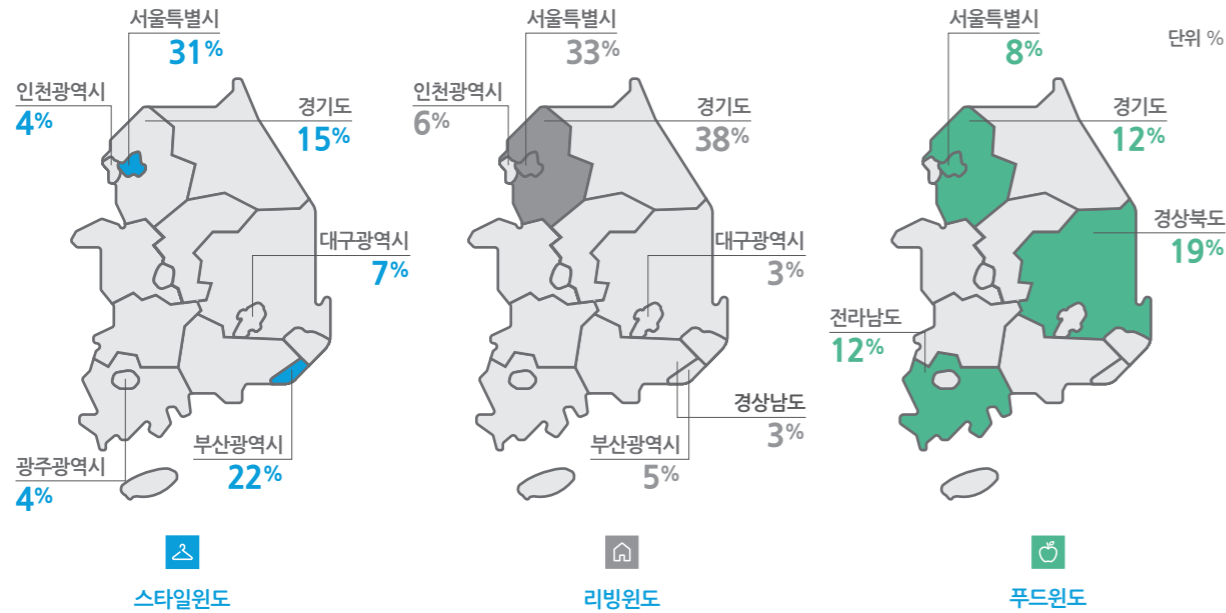 서울특별시
31%
인천광역시
4%
경기도
15%
대구광역시
7%
부산광역시
22%
광주광역시
4%
스타일윈도
서울특별시
33%
인천광역시
6%
경기도
38%
대구광역시
3%
경상남도
3%
부산광역시
5%
리빙윈도
단위 %
서울특별시
8%
경기도
12%
경상북도
19%
전라남도
12%
푸드윈도